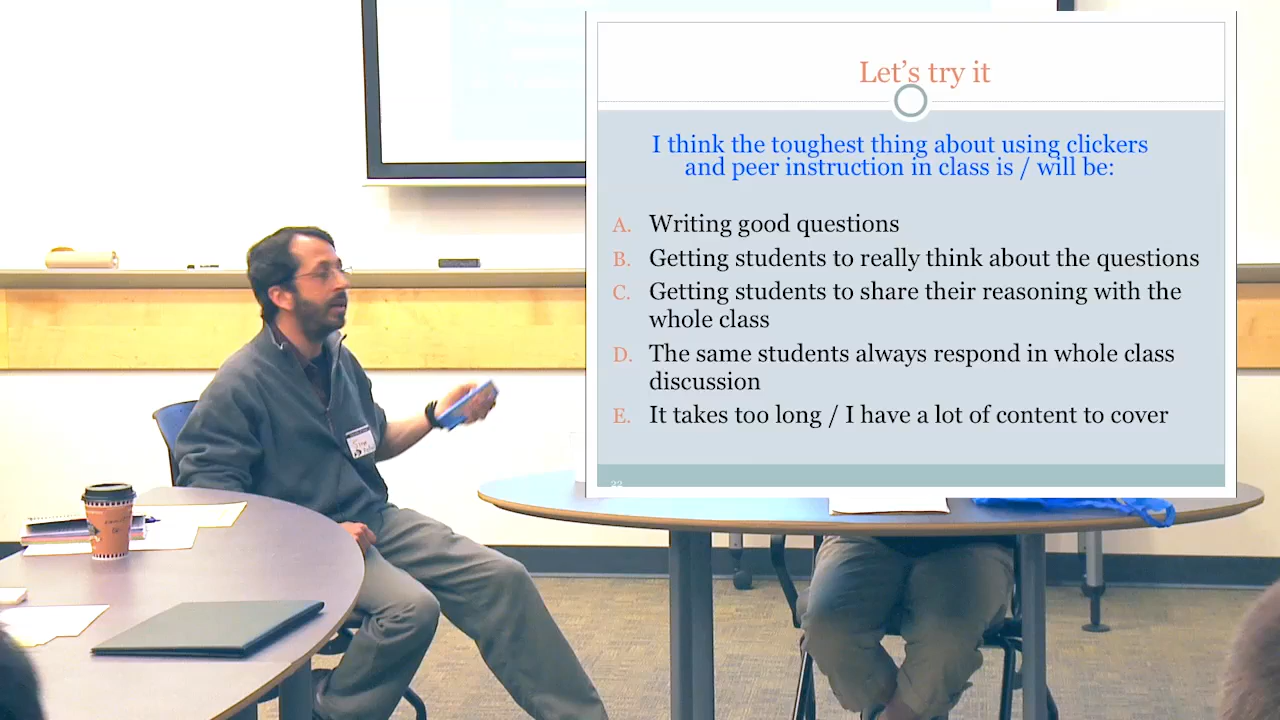 Let's try it
I think the toughest thing about using clickers
and peer instruction in class is / will be:
A. Writing good questions
B. Getting students to really think about the questions
C. Getting students to share their reasoning with the
whole class
D. The same students always respond in whole class
discussion
E. It takes too long / I have a lot of content to cover
22